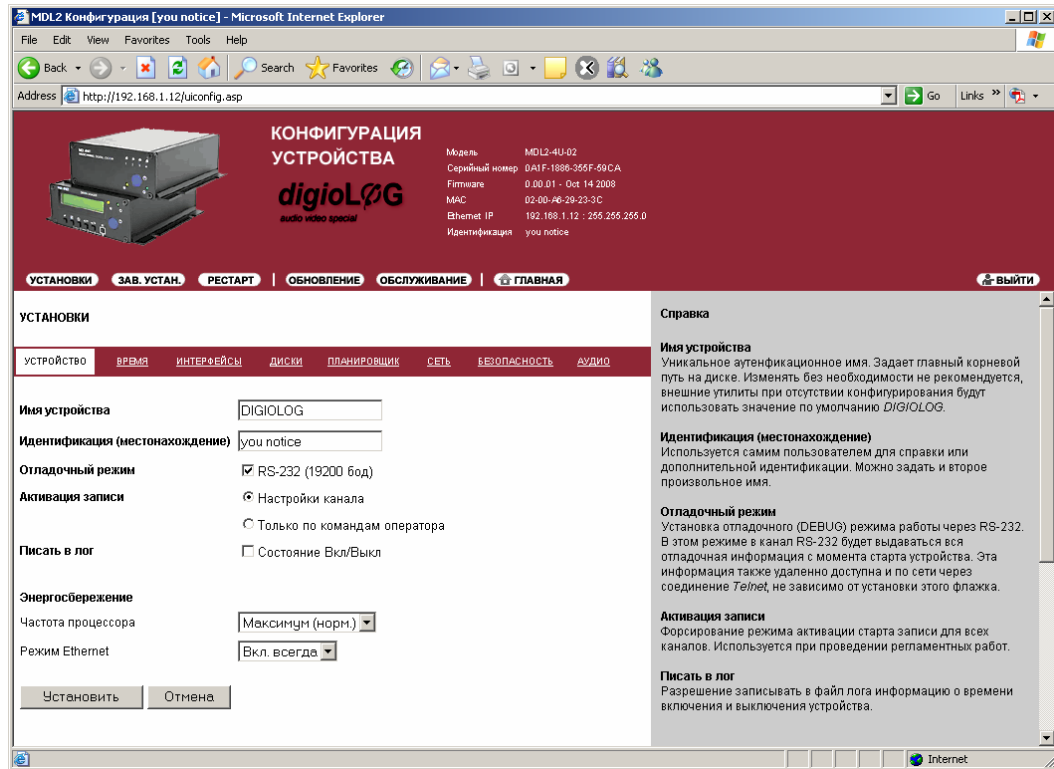 MDL2 Конфигурация [you notice] - Microsoft Internet Explorer
File Edit View Favorites Tools Help
Back Search Favorites
Address http://192.168.1.12/uiconfig.asp Go Links »
КОНФИГУРАЦИЯ
УСТРОЙСТВА
digioLOG
audio video special
Модель MDL2-4U-02
Серийный номер 0A1F-1886-355F-59CA
Firmware 0.00.01 - Oct 14 2008
MAC 02-00-A6-29-23-3C
Ethernet IP 192.168.1.12 : 255.255.255.0
Идентификация you notice
УСТАНОВКИ ЗАВ. УСТАН. РЕСТАРТ | ОБНОВЛЕНИЕ ОБСЛУЖИВАНИЕ | ГЛАВНАЯ ВЫЙТИ
УСТАНОВКИ
УСТРОЙСТВО ВРЕМЯ ИНТЕРФЕЙСЫ ДИСКИ ПЛАНИРОВЩИК СЕТЬ БЕЗОПАСНОСТЬ АУДИО
Имя устройства DIGIOLOG
Идентификация (местонахождение) you notice
Отладочный режим RS-232 (19200 бод)
Активация записи Настройки канала
Только по командам оператора
Писать в лог Состояние Вкл/Выкл
Энергосбережение
Частота процессора Максимум (норм.)
Режим Ethernet Вкл. всегда
Установить Отмена
Справка
Имя устройства
Уникальное аутенфикационное имя. Задает главный корневой
путь на диске. Изменять без необходимости не рекомендуется,
внешние утилиты при отсутствии конфигурирования будут
использовать значение по умолчанию DIGIOLOG.
Идентификация (местонахождение)
Используется самим пользователем для справки или
дополнительной идентификации. Можно задать и второе
произвольное имя.
Отладочный режим
Установка отладочного (DEBUG) режима работы через RS-232.
В этом режиме в канал RS-232 будет выдаваться вся
отладочная информация с момента старта устройства. Эта
информация также удаленно доступна и по сети через
соединение Telnet, не зависимо от установки этого флажка.
Активация записи
Форсирование режима активации старта записи для всех
каналов. Используется при проведении регламентных работ.
Писать в лог
Разрешение записывать в файл лога информацию о времени
включения и выключения устройства.
Internet